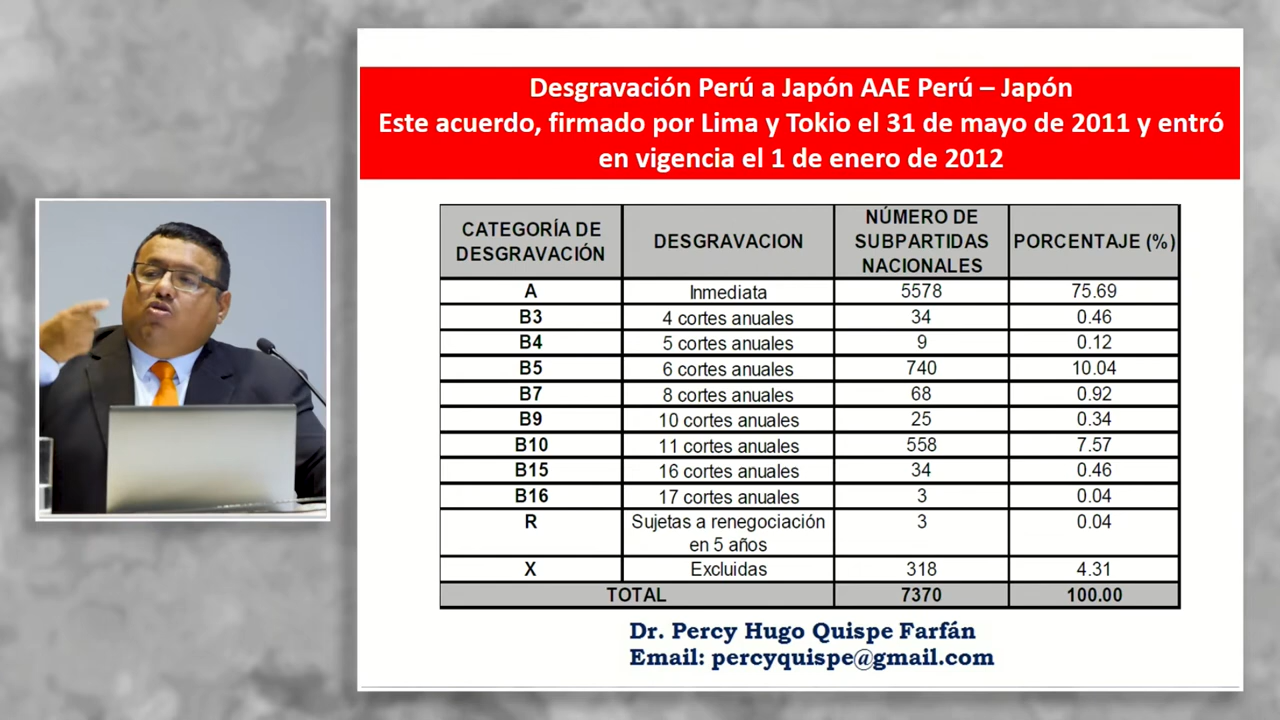 Desgravación Perú a Japón AAE Perú – Japón
Este acuerdo, firmado por Lima y Tokio el 31 de mayo de 2011 y entró
en vigencia el 1 de enero de 2012
CATEGORÍA DE DESGRAVACIÓN DESGRAVACION NÚMERO DE SUBPARTIDAS NACIONALES PORCENTAJE (%)
A Inmediata 5578 75.69
B3 4 cortes anuales 34 0.46
B4 5 cortes anuales 9 0.12
B5 6 cortes anuales 740 10.04
B7 8 cortes anuales 68 0.92
B9 10 cortes anuales 25 0.34
B10 11 cortes anuales 558 7.57
B15 16 cortes anuales 34 0.46
B16 17 cortes anuales 3 0.04
R Sujetas a renegociación en 5 años 3 0.04
X Excluidas 318 4.31
TOTAL 7370 100.00
Dr. Percy Hugo Quispe Farfán
Email: percyquispe@gmail.com